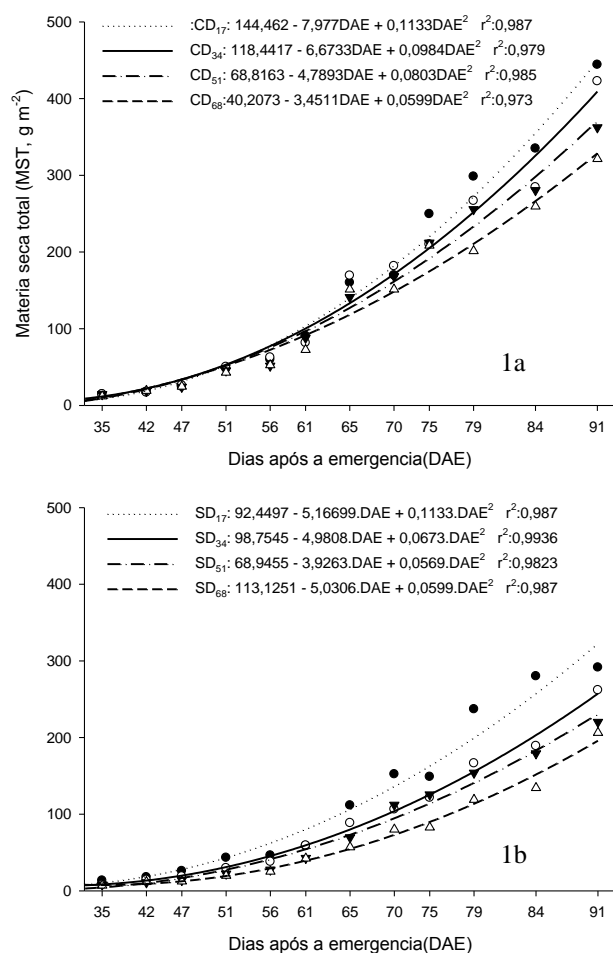 :CD17: 144,462 - 7,977DAE + 0,1133DAE² r²:0,987
CD34: 118,4417 - 6,6733DAE + 0,0984DAE² r²:0,979
CD51: 68,8163 - 4,7893DAE + 0,0803DAE² r²:0,985
CD68:40,2073 - 3,4511DAE + 0,0599DAE² r²:0,973
Materia seca total (MST, g m-2)
500
400
300
200
100
0
1a
35 42 47 51 56 61 65 70 75 79 84 91
Dias após a emergencia(DAE)
SD17: 92,4497 - 5,16699.DAE + 0,1133.DAE² r²:0,987
SD34: 98,7545 - 4,9808.DAE + 0,0673.DAE² r²:0,9936
SD51: 68,9455 - 3,9263.DAE + 0,0569.DAE² r²:0,9823
SD68: 113,1251 - 5,0306.DAE + 0,0599.DAE² r²:0,987
500
400
300
200
100
0
1b
35 42 47 51 56 61 65 70 75 79 84 91
Dias após a emergencia(DAE)